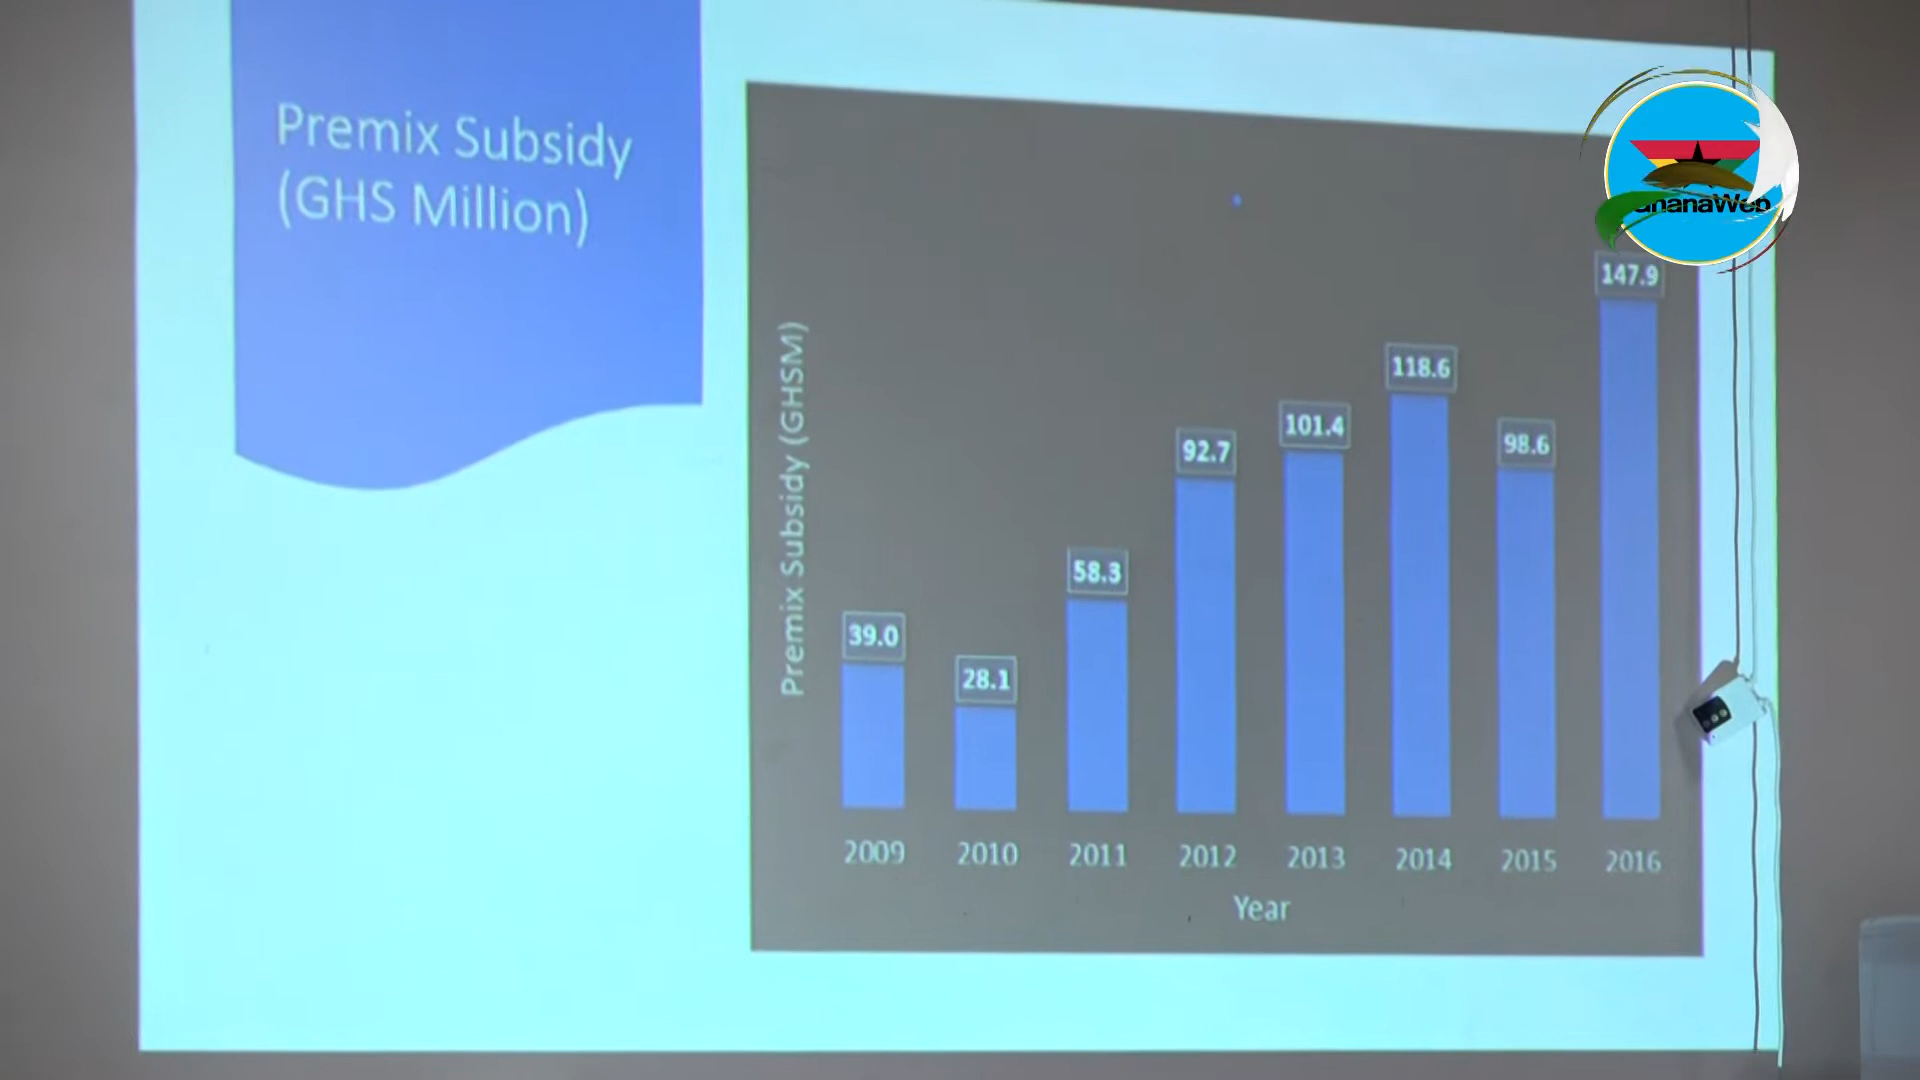 Premix Subsidy
(GHS Million)
Premix Subsidy (GHSM)
39.0
28.1
58.3
92.7
101.4
118.6
98.6
147.9
2009 2010 2011 2012 2013 2014 2015 2016
Year
GhanaWeb